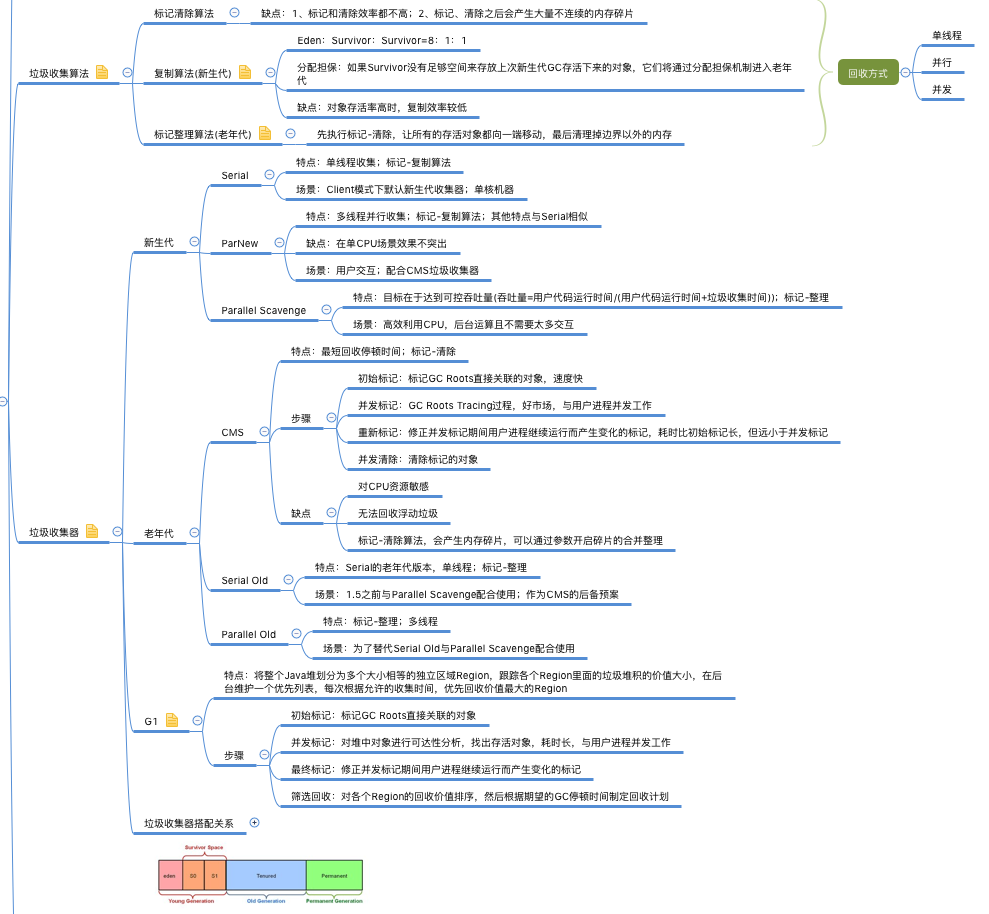 垃圾收集算法
标记清除算法
缺点：1、标记和清除效率都不高；2、标记、清除之后会产生大量不连续的内存碎片
复制算法(新生代)
Eden：Survivor：Survivor=8：1：1
分配担保：如果Survivor没有足够空间来存放上次新生代GC存活下来的对象，它们将通过分配担保机制进入老年
代
缺点：对象存活率高时，复制效率较低
标记整理算法(老年代)
先执行标记-清除，让所有的存活对象都向一端移动，最后清理掉边界以外的内存
回收方式
单线程
并行
并发
垃圾收集器
新生代
Serial
特点：单线程收集；标记-复制算法
场景：Client模式下默认新生代收集器；单核机器
ParNew
特点：多线程并行收集；标记-复制算法；其他特点与Serial相似
缺点：在单CPU场景效果不突出
场景：用户交互；配合CMS垃圾收集器
Parallel Scavenge
特点：目标在于达到可控吞吐量(吞吐量=用户代码运行时间/(用户代码运行时间+垃圾收集时间))；标记-整理
场景：高效利用CPU，后台运算且不需要太多交互
老年代
CMS
特点：最短回收停顿时间；标记-清除
步骤
初始标记：标记GC Roots直接关联的对象，速度快
并发标记：GC Roots Tracing过程，好市场，与用户进程并发工作
重新标记：修正并发标记期间用户进程继续运行而产生变化的标记，耗时比初始标记长，但远小于并发标记
并发清除：清除标记的对象
缺点
对CPU资源敏感
无法回收浮动垃圾
标记-清除算法，会产生内存碎片，可以通过参数开启碎片的合并整理
Serial Old
特点：Serial的老年代版本，单线程；标记-整理
场景：1.5之前与Parallel Scavenge配合使用；作为CMS的后备预案
Parallel Old
特点：标记-整理；多线程
场景：为了替代Serial Old与Parallel Scavenge配合使用
G1
特点：将整个Java堆划分为多个大小相等的独立区域Region，跟踪各个Region里面的垃圾堆积的价值大小，在后
台维护一个优先列表，每次根据允许的收集时间，优先回收价值最大的Region
步骤
初始标记：标记GC Roots直接关联的对象
并发标记：对堆中对象进行可达性分析，找出存活对象，耗时长，与用户进程并发工作
最终标记：修正并发标记期间用户进程继续运行而产生变化的标记
筛选回收：对各个Region的回收价值排序，然后根据期望的GC停顿时间制定回收计划
垃圾收集器搭配关系
Survivor Space
eden
S0
S1
Tenured
Permanent
Young Generation
Old Generation
Permanent Generation